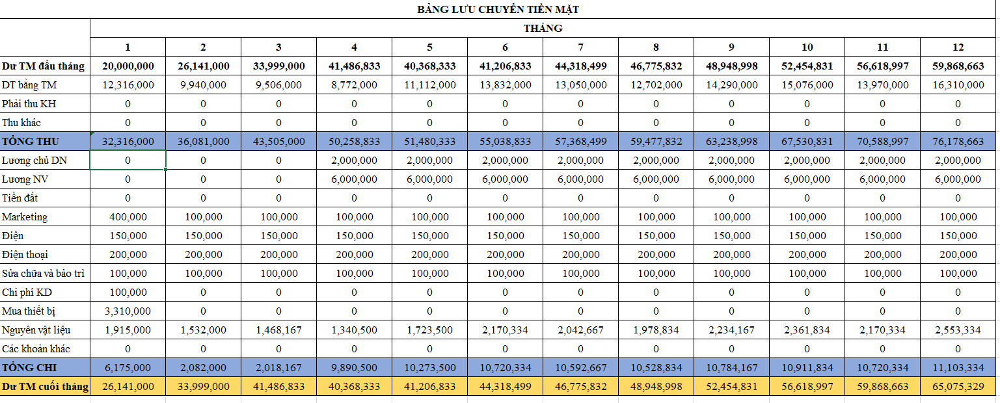 BẢNG LƯU CHUYỂN TIỀN MẶT
THÁNG
1 2 3 4 5 6 7 8 9 10 11 12
Dư TM đầu tháng 20,000,000 26,141,000 33,999,000 41,486,833 40,368,333 41,206,833 44,318,499 46,775,832 48,948,998 52,454,831 56,618,997 59,868,663
DT bằng TM 12,316,000 9,940,000 9,506,000 8,772,000 11,112,000 13,832,000 13,050,000 12,702,000 14,290,000 15,076,000 13,970,000 16,310,000
Phải thu KH 0 0 0 0 0 0 0 0 0 0 0 0
Thu khác 0 0 0 0 0 0 0 0 0 0 0 0
TỔNG THU 32,316,000 36,081,000 43,505,000 50,258,833 51,480,333 55,038,833 57,368,499 59,477,832 63,238,998 67,530,831 70,588,997 76,178,663
Lương chủ DN 0 0 0 2,000,000 2,000,000 2,000,000 2,000,000 2,000,000 2,000,000 2,000,000 2,000,000 2,000,000
Lương NV 0 0 0 6,000,000 6,000,000 6,000,000 6,000,000 6,000,000 6,000,000 6,000,000 6,000,000 6,000,000
Tiền đất 0 0 0 0 0 0 0 0 0 0 0 0
Marketing 400,000 100,000 100,000 100,000 100,000 100,000 100,000 100,000 100,000 100,000 100,000 100,000
Điện 150,000 150,000 150,000 150,000 150,000 150,000 150,000 150,000 150,000 150,000 150,000 150,000
Điện thoại 200,000 200,000 200,000 200,000 200,000 200,000 200,000 200,000 200,000 200,000 200,000 200,000
Sửa chữa và bảo trì 100,000 100,000 100,000 100,000 100,000 100,000 100,000 100,000 100,000 100,000 100,000 100,000
Chi phí KD 100,000 0 0 0 0 0 0 0 0 0 0 0
Mua thiết bị 3,310,000 0 0 0 0 0 0 0 0 0 0 0
Nguyên vật liệu 1,915,000 1,532,000 1,468,167 1,340,500 1,723,500 2,170,334 2,042,667 1,978,834 2,234,167 2,361,834 2,170,334 2,553,334
Các khoản khác 0 0 0 0 0 0 0 0 0 0 0 0
TỔNG CHI 6,175,000 2,082,000 2,018,167 9,890,500 10,273,500 10,720,334 10,592,667 10,528,834 10,784,167 10,911,834 10,720,334 11,103,334
Dư TM cuối tháng 26,141,000 33,999,000 41,486,833 40,368,333 41,206,833 44,318,499 46,775,832 48,948,998 52,454,831 56,618,997 59,868,663 65,075,329